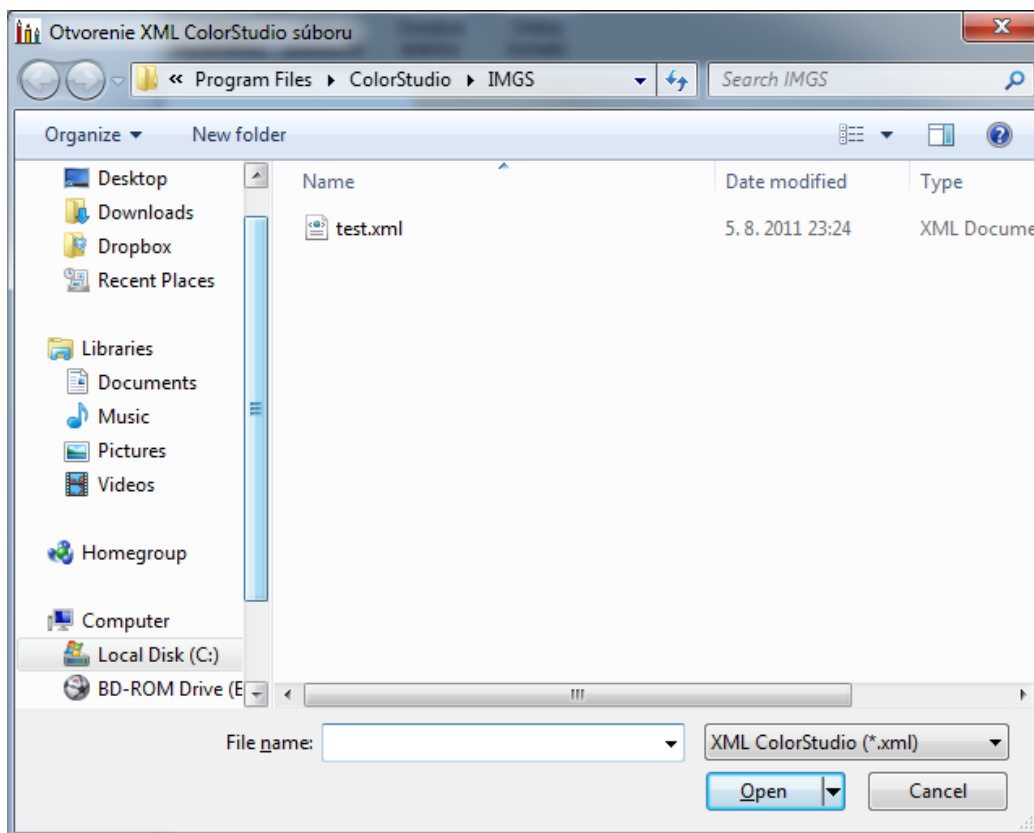 Otvorenie XML ColorStudio súboru
« Program Files ColorStudio IMGS
Search IMGS
Organize New folder
Name Date modified Type
test.xml 5. 8. 2011 23:24 XML Docume
Desktop
Downloads
Dropbox
Recent Places
Libraries
Documents
Music
Pictures
Videos
Homegroup
Computer
Local Disk (C:)
BD-ROM Drive (E
File name: XML ColorStudio (*.xml)
Open Cancel